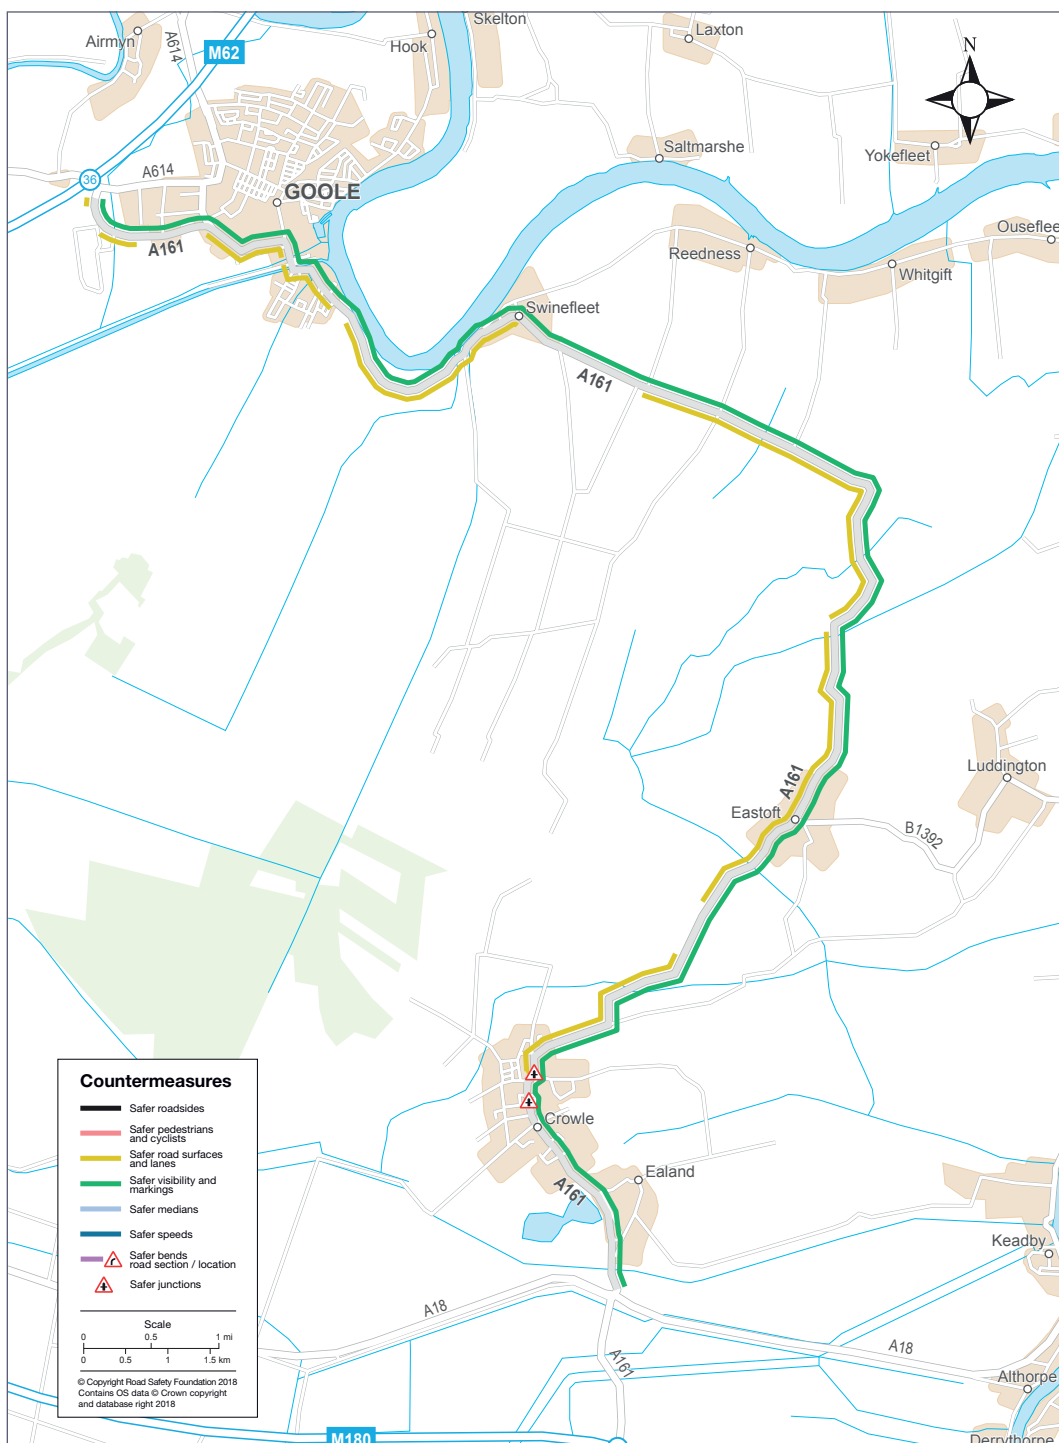 Skelton
Airmyn
A614
Hook
Laxton
M62
N
Saltmarshe
Yokefleet
36
A614
GOOLE
A161
Reedness
Ousefle
Whitgift
Swinefleet
A161
Luddington
A161
Eastoft
B1392
Crowle
Ealand
A161
Keadby
A18
A18
A161
Althorpe
M180
Derrythorpe
Countermeasures
Safer roadsides
Safer pedestrians
and cyclists
Safer road surfaces
and lanes
Safer visibility and
markings
Safer medians
Safer speeds
Safer bends
road section / location
Safer junctions
Scale
0 0.5 1 mi
0 0.5 1 1.5 km
© Copyright Road Safety Foundation 2018
Contains OS data © Crown copyright
and database right 2018